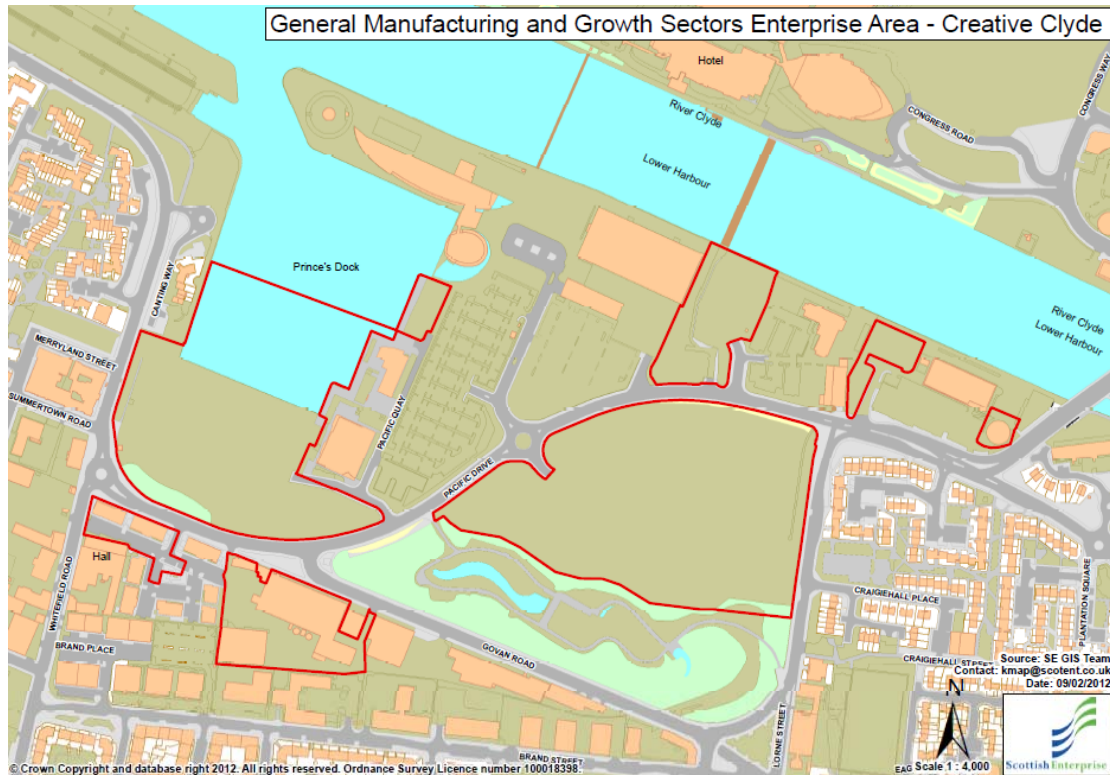 General Manufacturing and Growth Sectors Enterprise Area - Creative Clyde
Hotel
CONGRESS WAY
River Clyde
CONGRESS ROAD
Lower Harbour
Prince's Dock
CANTING WAY
River Clyde
Lower Harbour
MERRYLAND STREET
SUMMERTOWN ROAD
PACIFIC QUAY
PACIFIC DRIVE
Hall
WHITEFIELD ROAD
CRAIGIEHALL PLACE
PLANTATION SQUARE
BRAND PLACE
GOVAN ROAD
CRAIGIEHALL STREET
LORNE STREET
BRAND STREET
Source: SE GIS Team
Contact: kmap@scotent.co.uk
Date: 09/02/2012
N
EAG
Scale 1 : 4,000
Scottish Enterprise
© Crown Copyright and database right 2012. All rights reserved. Ordnance Survey Licence number 100018398.